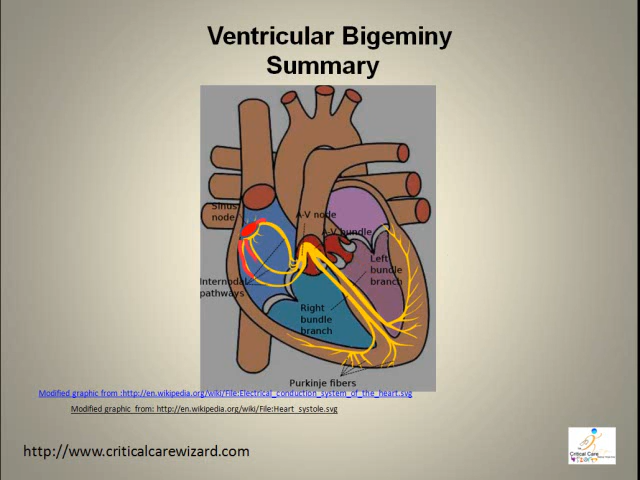 Ventricular Bigeminy
Summary
Sinus
node
A-V node
A-V bundle
Left
bundle
branch
Internodal
pathways
Right
bundle
branch
Purkinje fibers
Modified graphic from :http://en.wikipedia.org/wiki/File:Electrical_conduction_system_of_the_heart.svg
Modified graphic from: http://en.wikipedia.org/wiki/File:Heart_systole.svg
http://www.criticalcarewizard.com
Critical Care